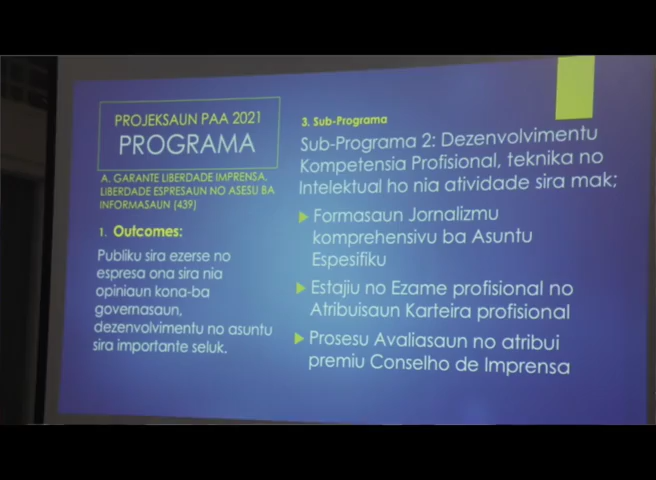 PROJEKSAUN PAA 2021
PROGRAMA
A. GARANTE LIBERDADE IMPRENSA,
LIBERDADE ESPRESAUN NO ASESU BA
INFORMASAUN (439)
1. Outcomes:
Publiku sira ezerse no
espresa ona sira nia
opiniaun kona-ba
governasaun,
dezenvolvimentu no asuntu
sira importante seluk.
3. Sub-Programa
Sub-Programa 2: Dezenvolvimentu
Kompetensia Profisional, teknika no
Intelektual ho nia atividade sira mak;
Formasaun Jornalizmu
komprehensivu ba Asuntu
Espesifiku
Estajiu no Ezame profisional no
Atribuisaun Karteira profisional
Prosesu Avaliasaun no atribui
premiu Conselho de Imprensa